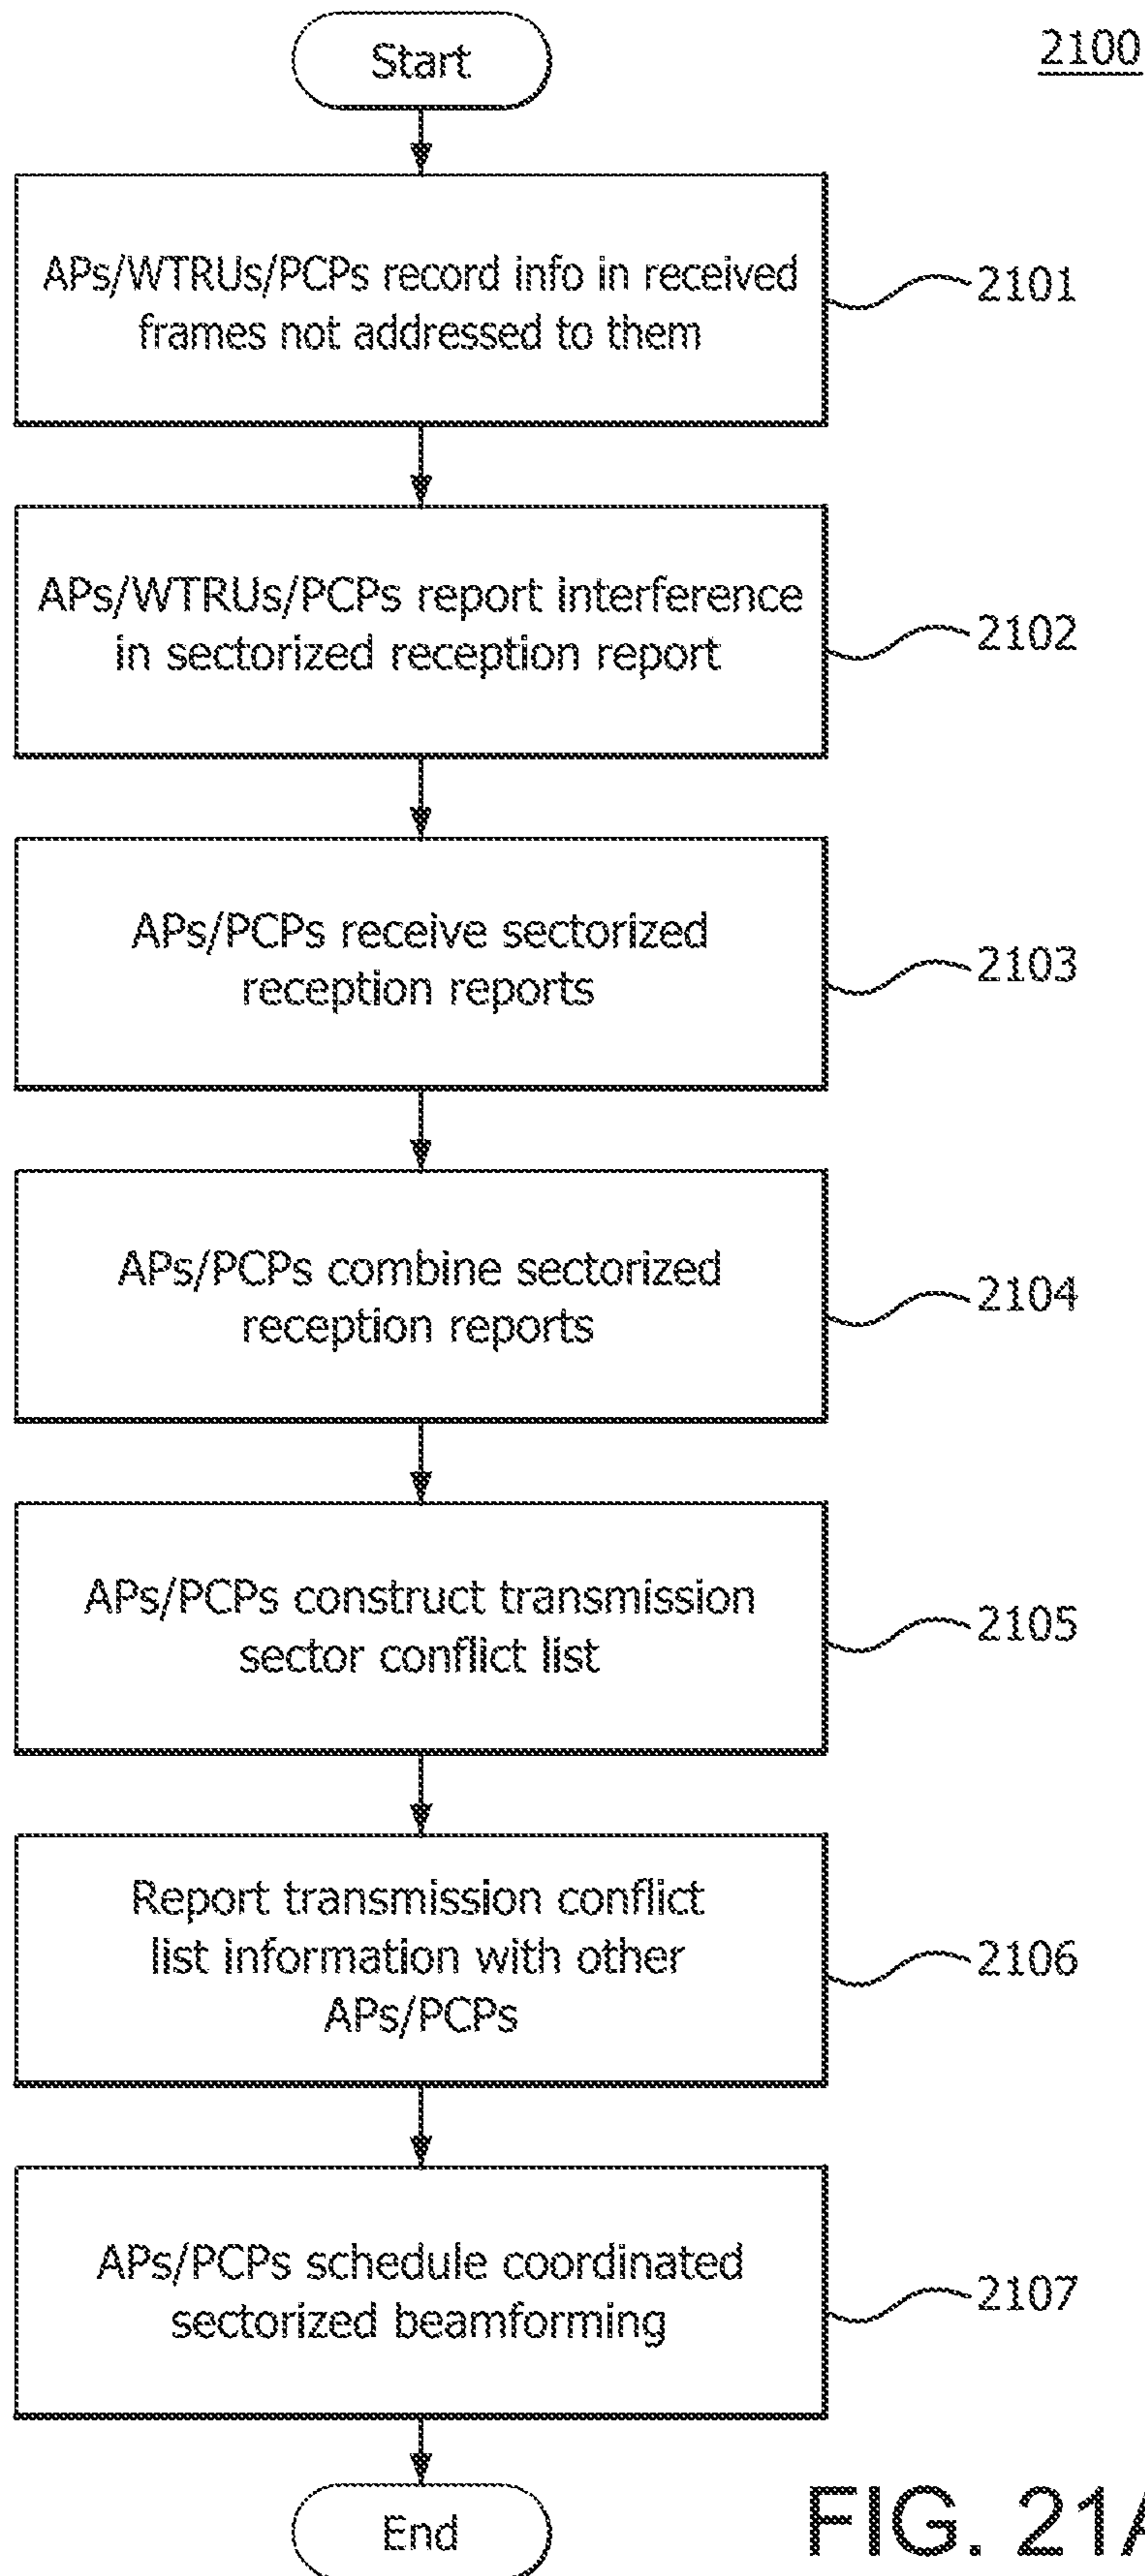 Start
2100
APs/WTRUs/PCPs record info in received
frames not addressed to them
2101
APs/WTRUs/PCPs report interference
in sectorized reception report
2102
APs/PCPs receive sectorized
reception reports
2103
APs/PCPs combine sectorized
reception reports
2104
APs/PCPs construct transmission
sector conflict list
2105
Report transmission conflict
list information with other
APs/PCPs
2106
APs/PCPs schedule coordinated
sectorized beamforming
2107
End
FIG. 21A